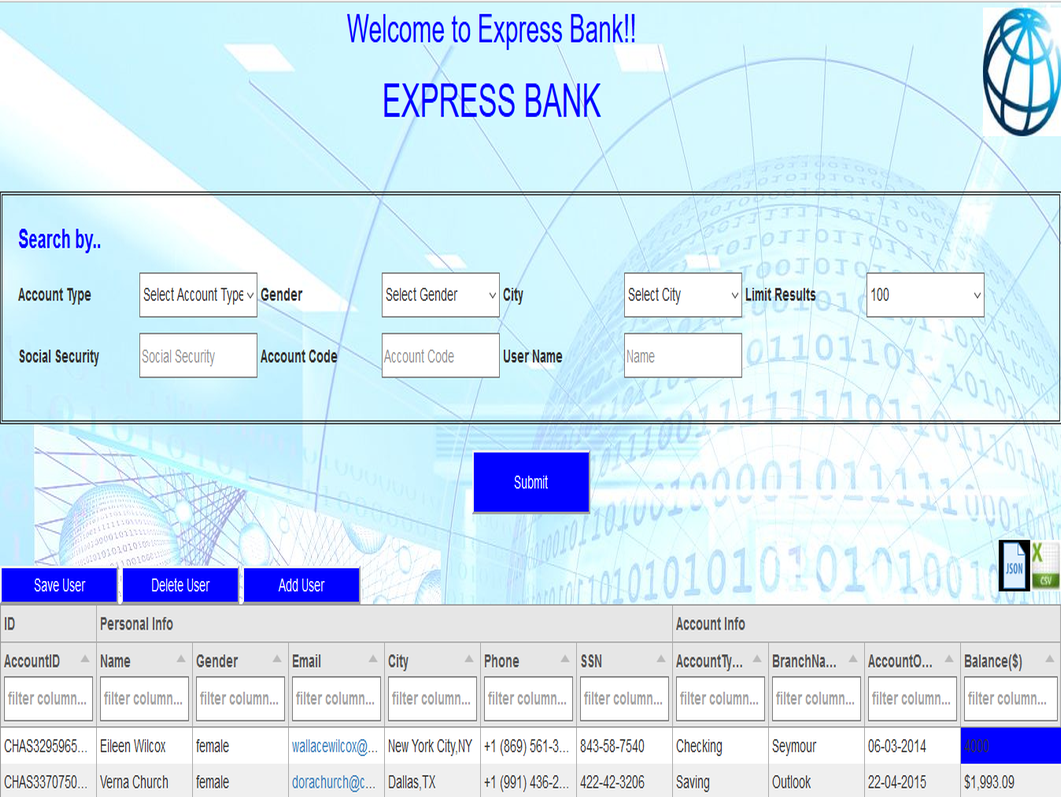 Welcome to Express Bank!!
EXPRESS BANK
Search by..
Account Type Select Account Type Gender Select Gender City Select City Limit Results 100
Social Security Social Security Account Code Account Code User Name Name
Submit
JSON X CSV
Save User Delete User Add User
ID Personal Info Account Info
AccountID Name Gender Email City Phone SSN AccountTy... BranchNa... AccountO... Balance($)
filter column... filter column... filter column... filter column... filter column... filter column... filter column... filter column... filter column... filter column... filter column...
CHAS3295965... Eileen Wilcox female wallacewilcox@... New York City,NY +1 (869) 561-3... 843-58-7540 Checking Seymour 06-03-2014 4000
CHAS3370750... Verna Church female dorachurch@c... Dallas,TX +1 (991) 436-2... 422-42-3206 Saving Outlook 22-04-2015 $1,993.09